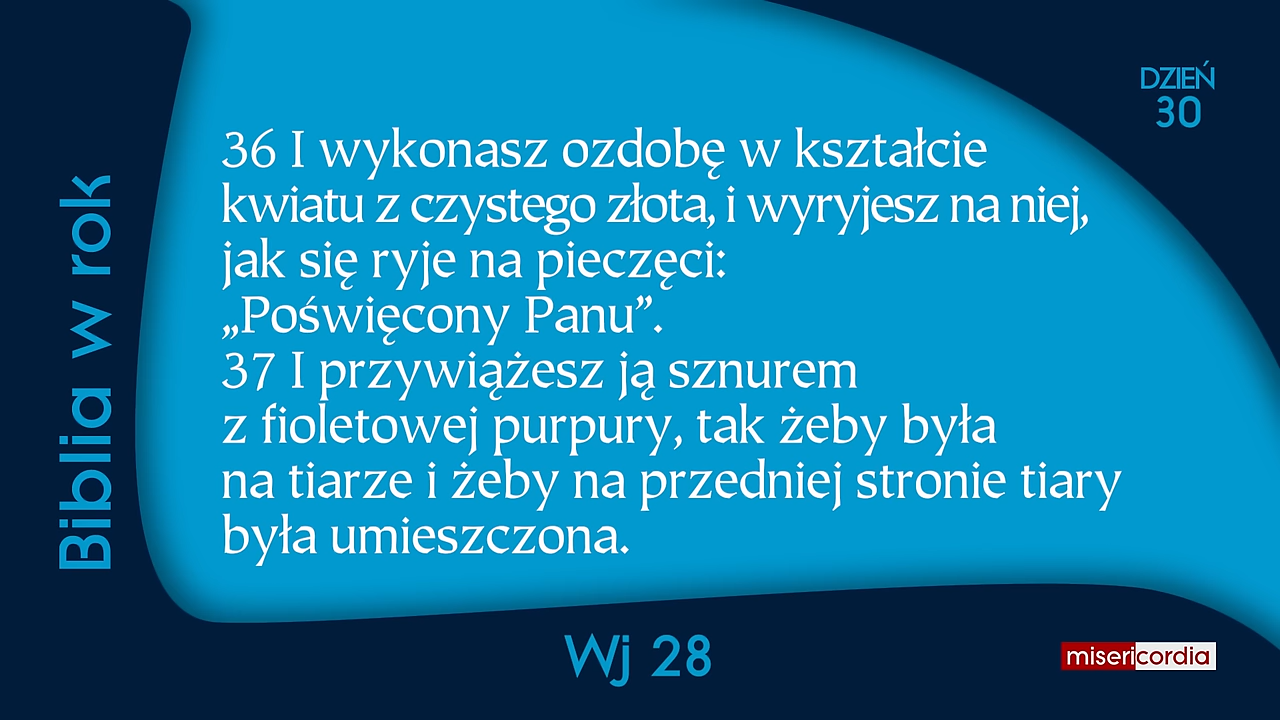 DZIEŃ
30
Biblia w rok
36 I wykonasz ozdobę w kształcie
kwiatu z czystego złota, i wyryjesz na niej,
jak się ryje na pieczęci:
„Poświęcony Panu”.
37 I przywiążesz ją sznurem
z fioletowej purpury, tak żeby była
na tiarze i żeby na przedniej stronie tiary
była umieszczona.
Wj 28
misericordia